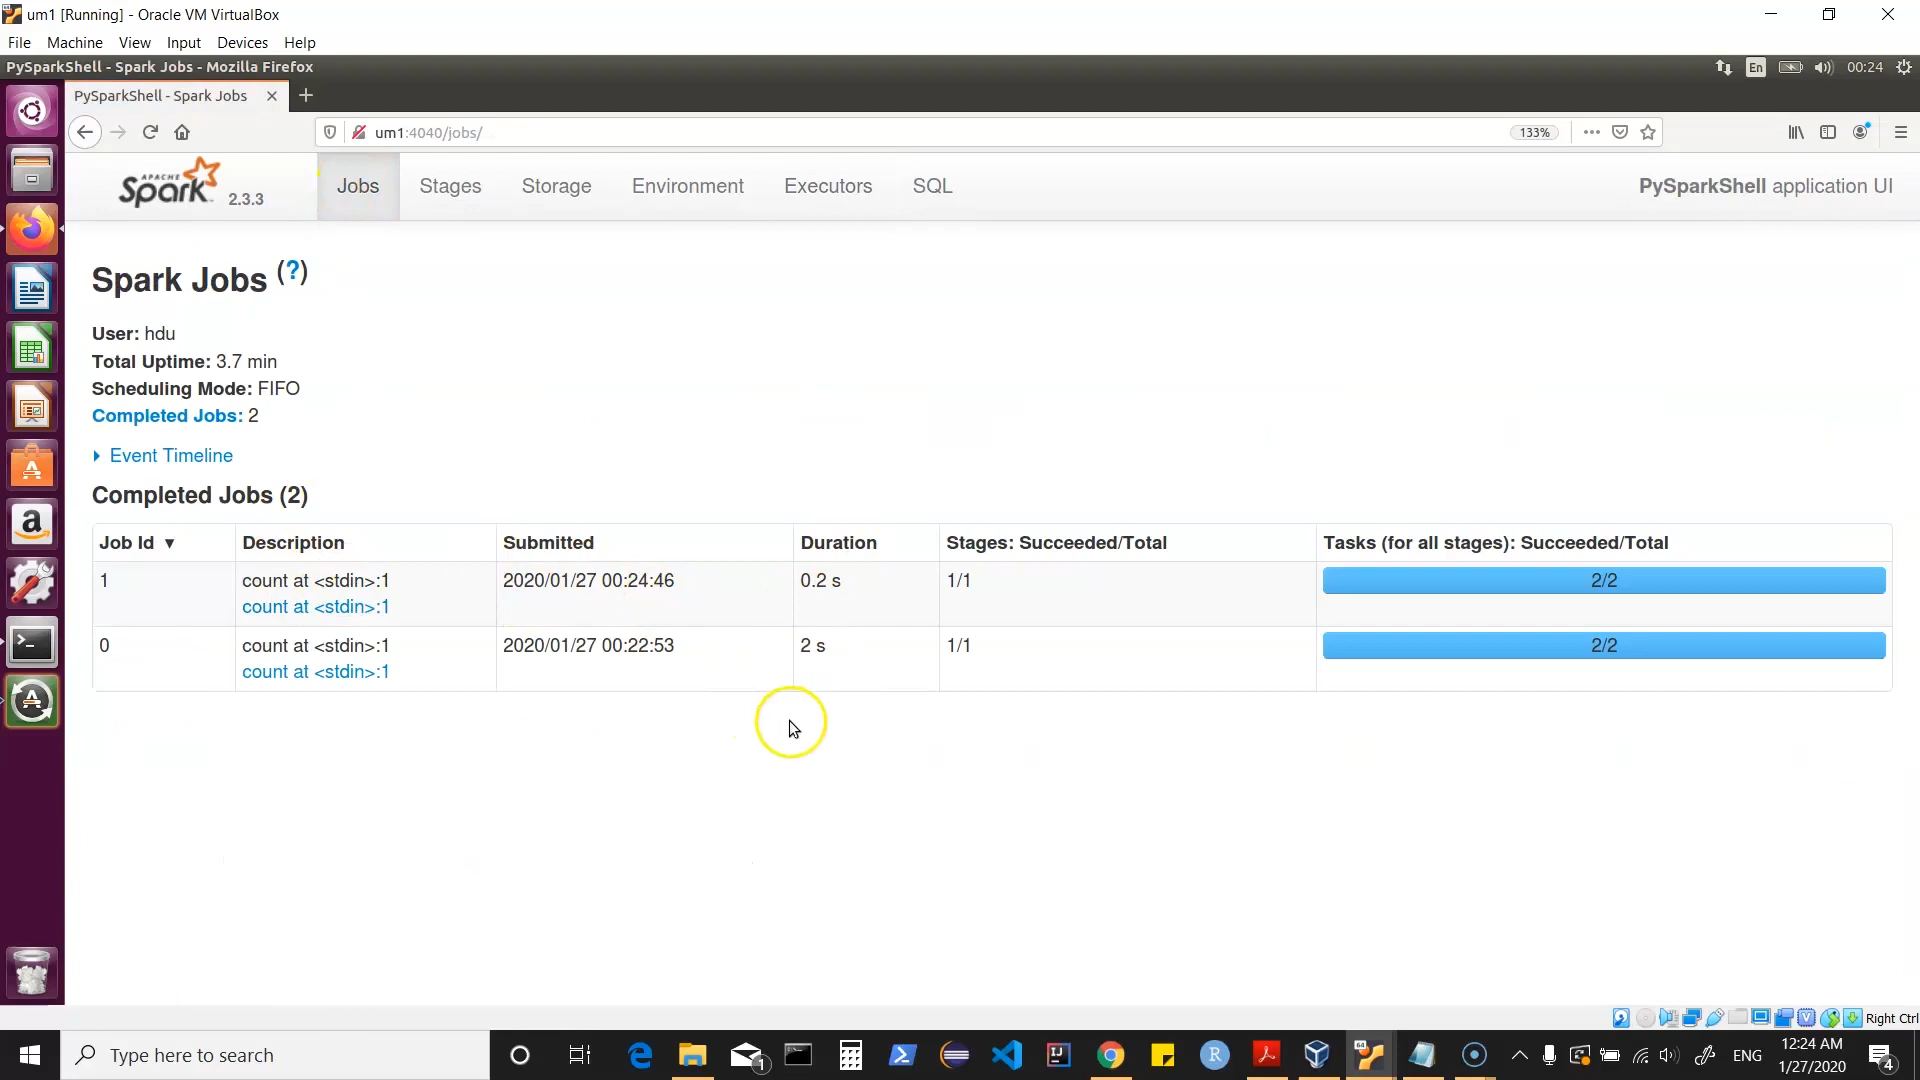 um1 [Running] - Oracle VM VirtualBox
File Machine View Input Devices Help
PySparkShell - Spark Jobs - Mozilla Firefox
En
00:24
PySparkShell - Spark Jobs
um1:4040/jobs/
133%
APACHE
Spark 2.3.3
Jobs Stages Storage Environment Executors SQL
PySparkShell application UI
Spark Jobs (?)
User: hdu
Total Uptime: 3.7 min
Scheduling Mode: FIFO
Completed Jobs: 2
Event Timeline
Completed Jobs (2)
Job Id ▼ Description Submitted Duration Stages: Succeeded/Total Tasks (for all stages): Succeeded/Total
1 count at <stdin>:1 2020/01/27 00:24:46 0.2 s 1/1 2/2
count at <stdin>:1
0 count at <stdin>:1 2020/01/27 00:22:53 2 s 1/1 2/2
count at <stdin>:1
Right Ctrl
Type here to search
1
R
64
ENG
12:24 AM
1/27/2020
4